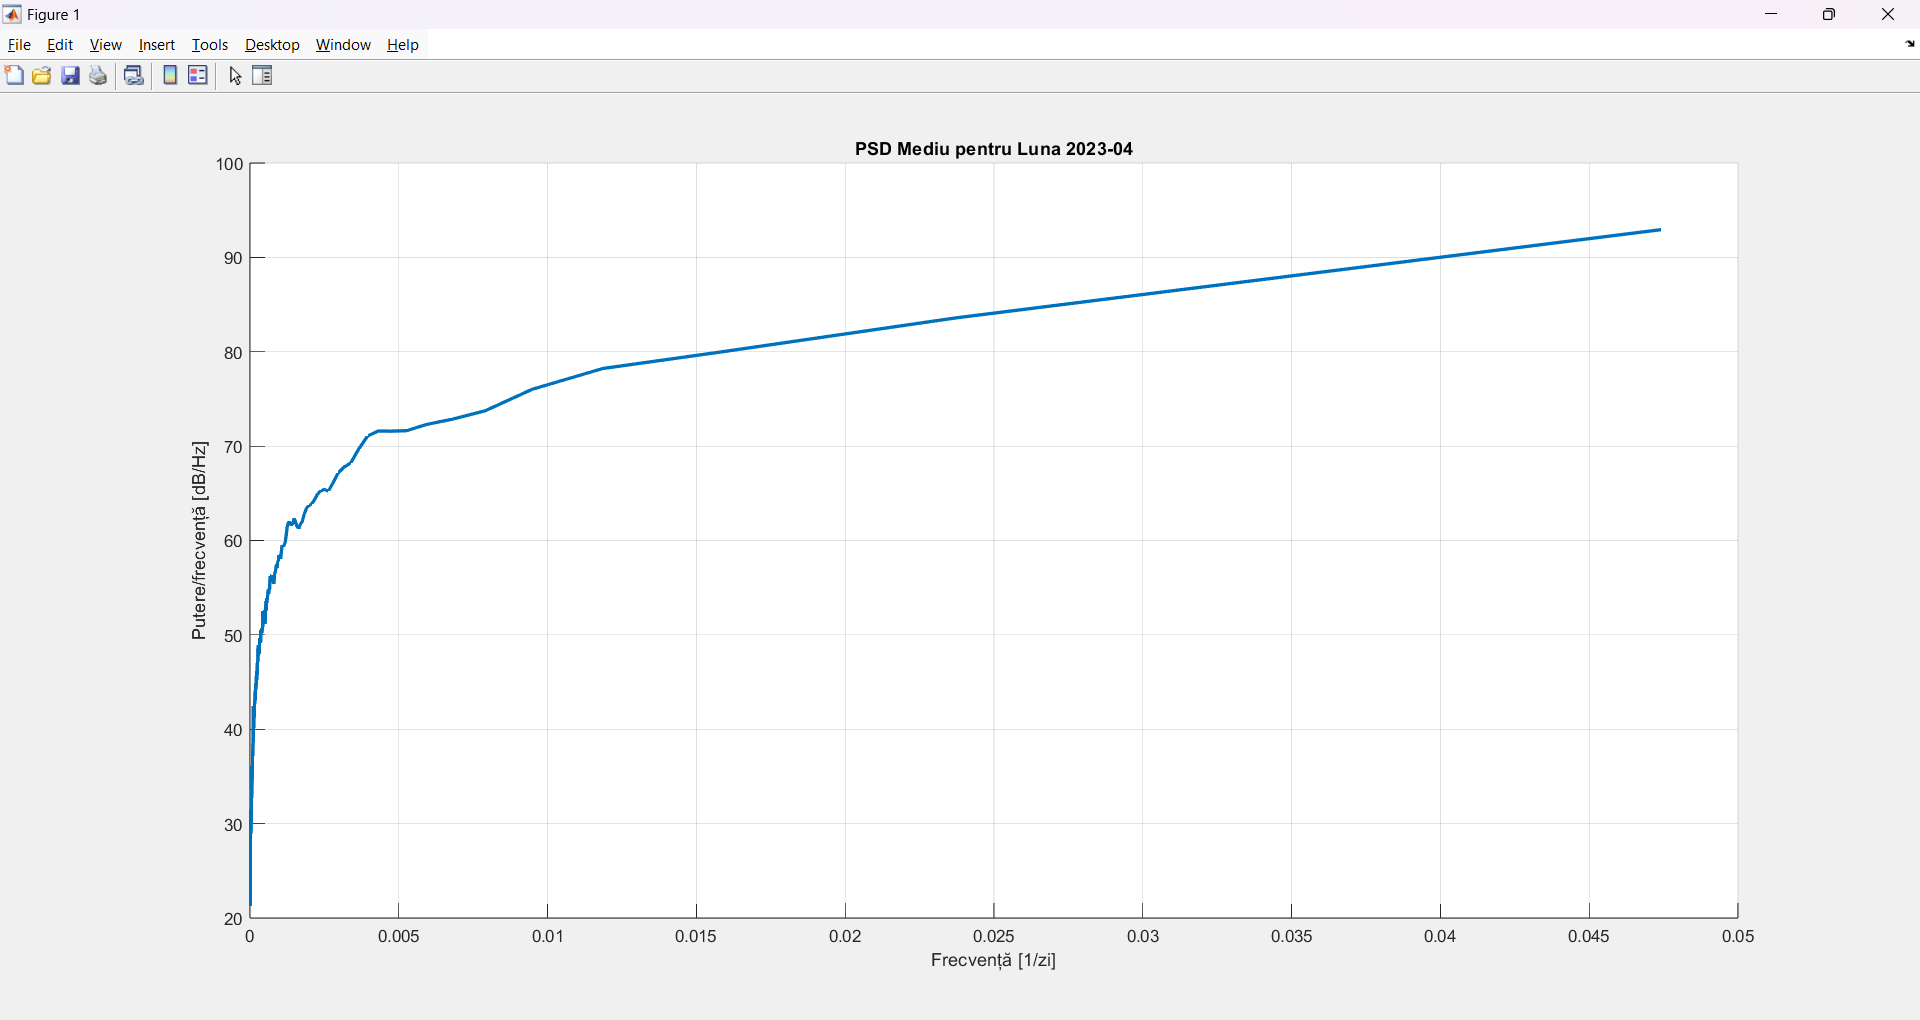 Figure 1
File Edit View Insert Tools Desktop Window Help
PSD Mediu pentru Luna 2023-04
100
90
80
70
60
50
40
30
20
Putere/frecvență [dB/Hz]
0 0.005 0.01 0.015 0.02 0.025 0.03 0.035 0.04 0.045 0.05
Frecvență [1/zi]